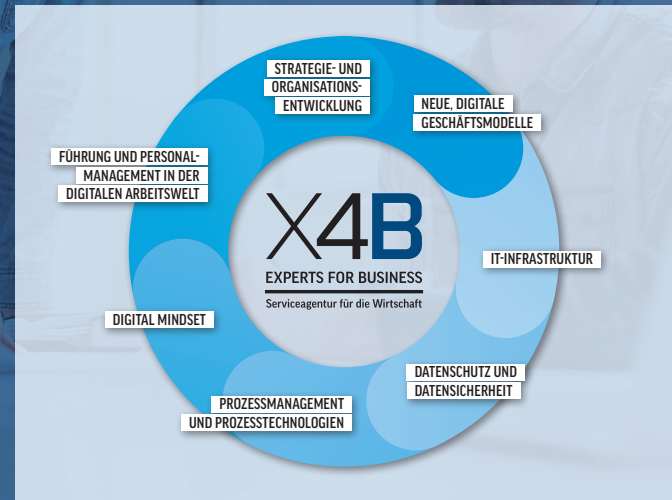 STRATEGIE- UND
ORGANISATIONS-
ENTWICKLUNG
NEUE, DIGITALE
GESCHÄFTSMODELLE
IT-INFRASTRUKTUR
DATENSCHUTZ UND
DATENSICHERHEIT
PROZESSMANAGEMENT
UND PROZESSTECHNOLOGIEN
DIGITAL MINDSET
FÜHRUNG UND PERSONAL-
MANAGEMENT IN DER
DIGITALEN ARBEITSWELT
X4B
EXPERTS FOR BUSINESS
Serviceagentur für die Wirtschaft